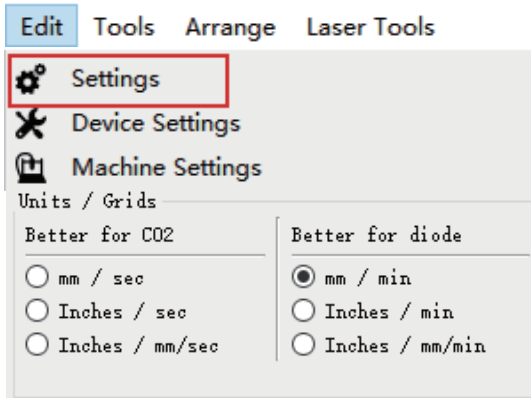 Edit Tools Arrange Laser Tools
Settings
Device Settings
Machine Settings
Units / Grids
Better for CO2 Better for diode
mm / sec mm / min
Inches / sec Inches / min
Inches / mm/sec Inches / mm/min